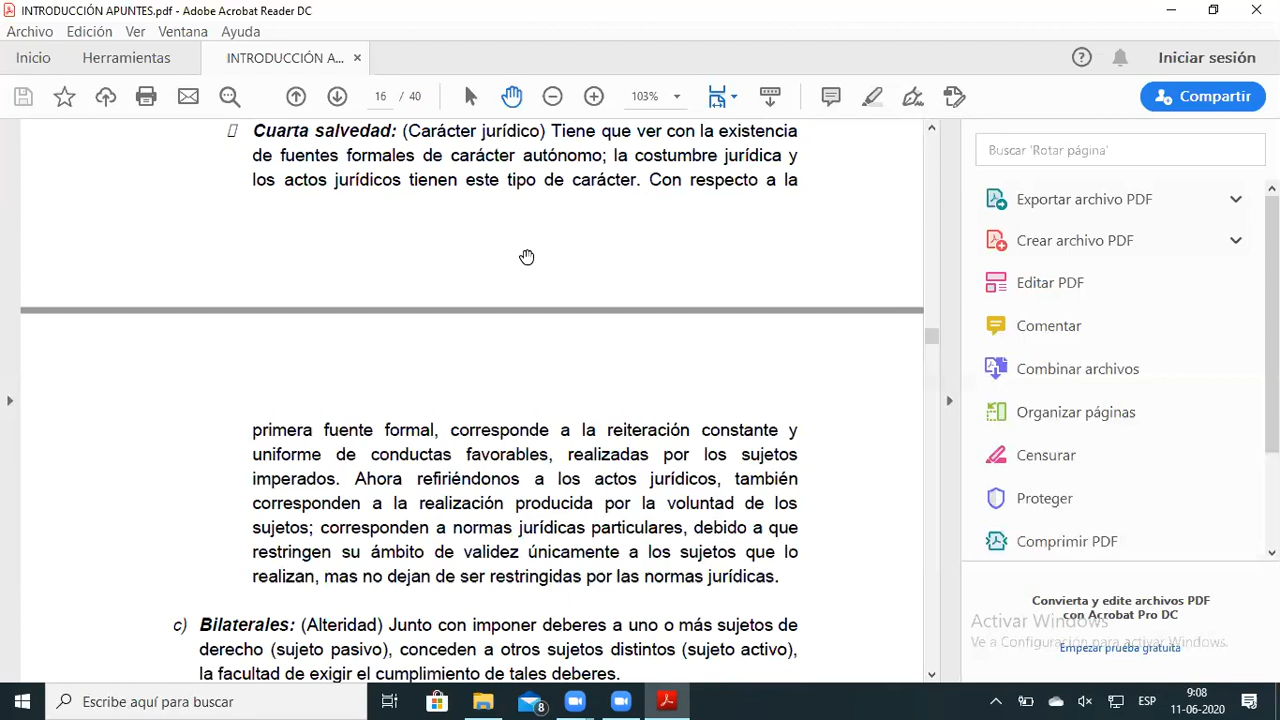 INTRODUCCIÓN APUNTES.pdf - Adobe Acrobat Reader DC
Archivo Edición Ver Ventana Ayuda
Inicio Herramientas INTRODUCCIÓN A... × Iniciar sesión
16 / 40 103% Compartir
Cuarta salvedad: (Carácter jurídico) Tiene que ver con la existencia
de fuentes formales de carácter autónomo; la costumbre jurídica y
los actos jurídicos tienen este tipo de carácter. Con respecto a la
primera fuente formal, corresponde a la reiteración constante y
uniforme de conductas favorables, realizadas por los sujetos
imperados. Ahora refiriéndonos a los actos jurídicos, también
corresponden a la realización producida por la voluntad de los
sujetos; corresponden a normas jurídicas particulares, debido a que
restringen su ámbito de validez únicamente a los sujetos que lo
realizan, mas no dejan de ser restringidas por las normas jurídicas.
c) Bilaterales: (Alteridad) Junto con imponer deberes a uno o más sujetos de
derecho (sujeto pasivo), conceden a otros sujetos distintos (sujeto activo),
la facultad de exigir el cumplimiento de tales deberes.
Buscar 'Rotar página'
Exportar archivo PDF
Crear archivo PDF
Editar PDF
Comentar
Combinar archivos
Organizar páginas
Censurar
Proteger
Comprimir PDF
Convierta y edite archivos PDF
con Acrobat Pro DC
Activar Windows
Ve a Configuración para activar Windows.
Empezar prueba gratuita
Escribe aquí para buscar
8
ESP
9:08
11-06-2020